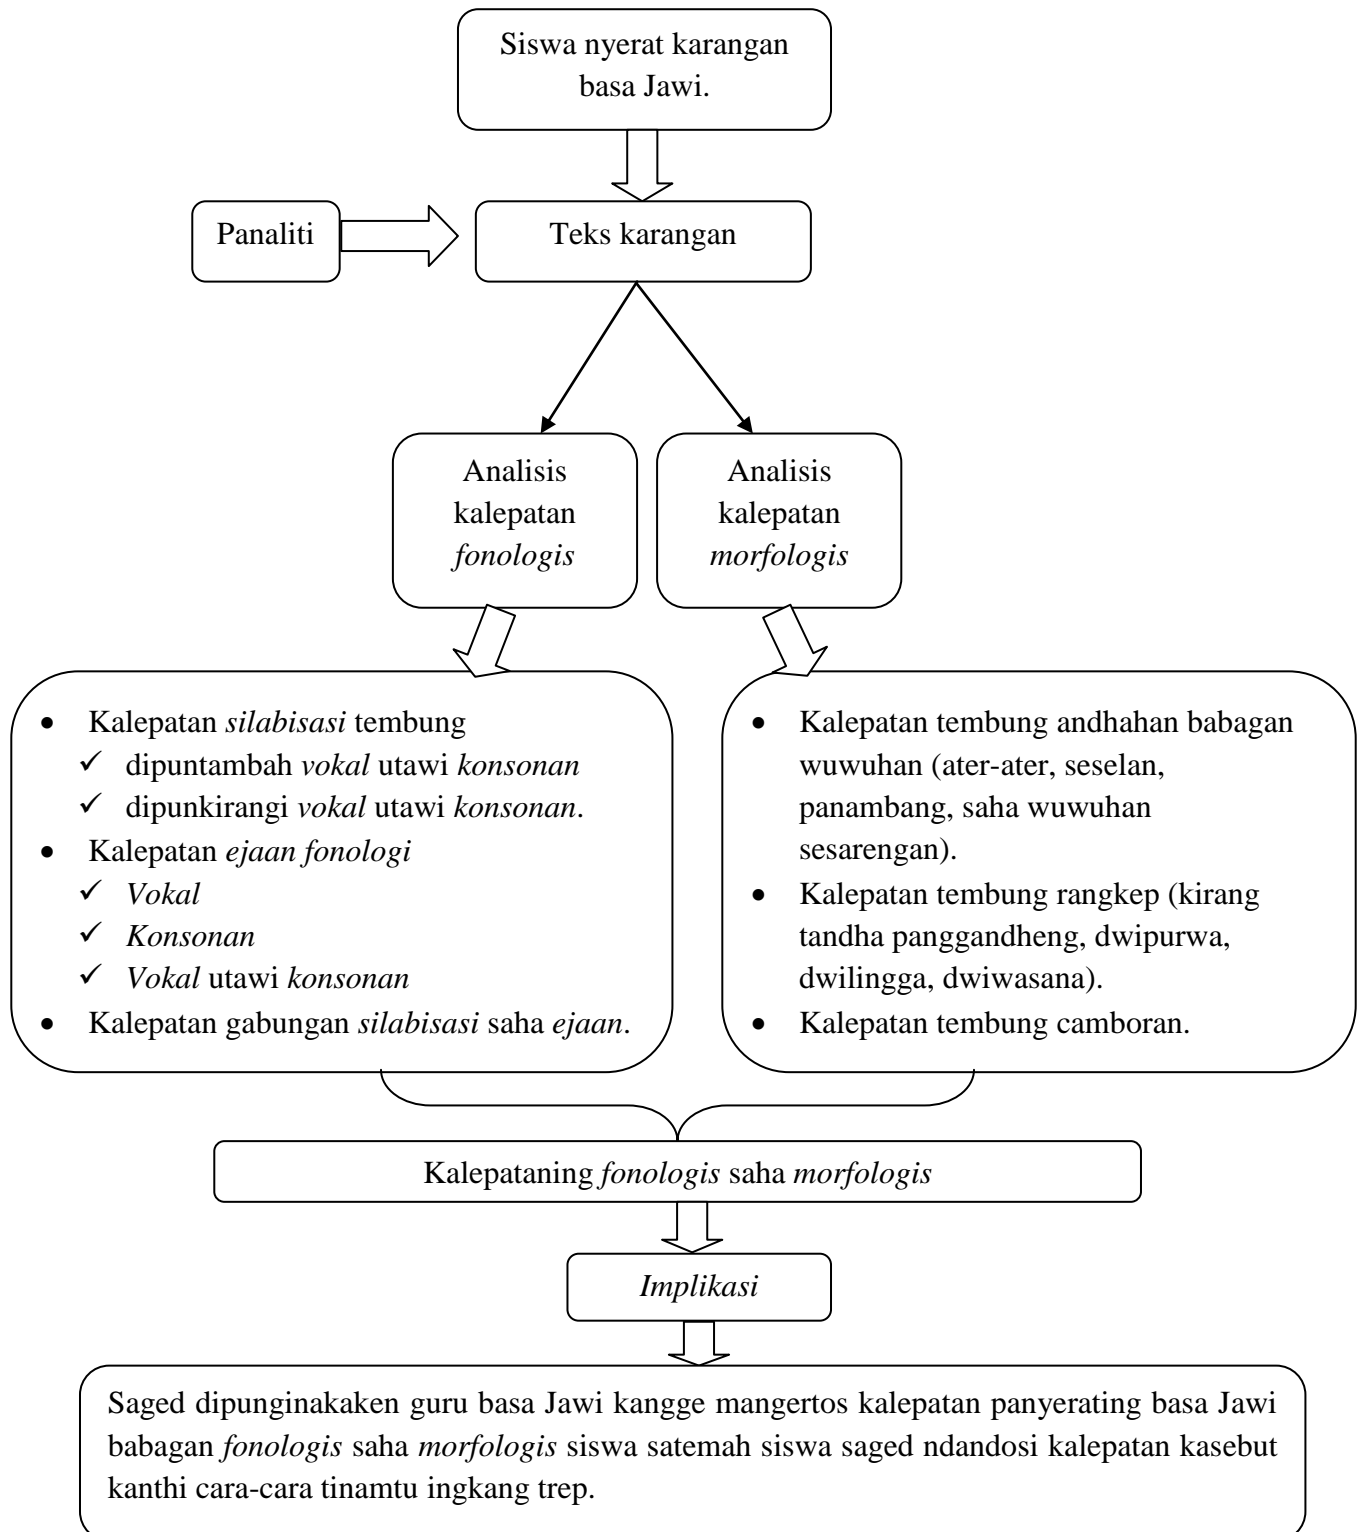 Siswa nyerat karangan
basa Jawi.
Panaliti
Teks karangan
Analisis
kalepatan
fonologis
Analisis
kalepatan
morfologis
• Kalepatan silabisasi tembung
✓ dipuntambah vokal utawi konsonan
✓ dipunkirangi vokal utawi konsonan.
• Kalepatan ejaan fonologi
✓ Vokal
✓ Konsonan
✓ Vokal utawi konsonan
• Kalepatan gabungan silabisasi saha ejaan.
• Kalepatan tembung andhahan babagan
wuwuhan (ater-ater, seselan,
panambang, saha wuwuhan
sesarengan).
• Kalepatan tembung rangkep (kirang
tandha panggandheng, dwipurwa,
dwilingga, dwiwasana).
• Kalepatan tembung camboran.
Kalepataning fonologis saha morfologis
Implikasi
Saged dipunginakaken guru basa Jawi kangge mangertos kalepatan panyerating basa Jawi
babagan fonologis saha morfologis siswa satemah siswa saged ndandosi kalepatan kasebut
kanthi cara-cara tinamtu ingkang trep.